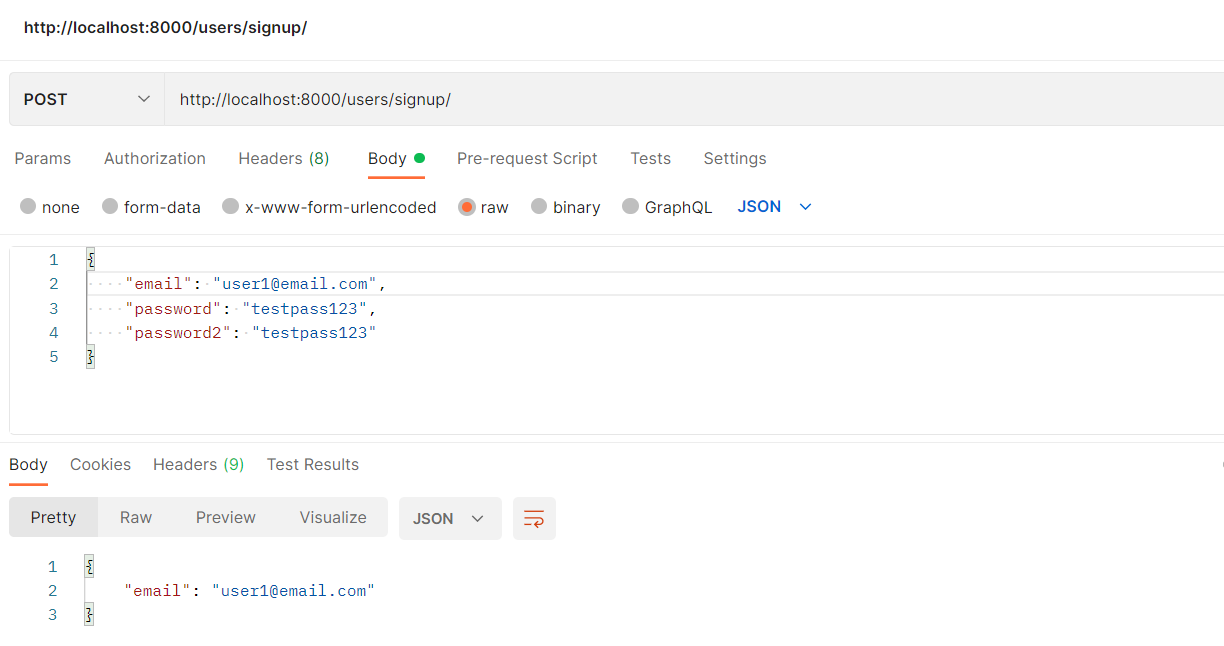 http://localhost:8000/users/signup/
POST http://localhost:8000/users/signup/
Params Authorization Headers (8) Body Pre-request Script Tests Settings
none form-data x-www-form-urlencoded raw binary GraphQL JSON
1 {
2 "email": "user1@email.com",
3 "password": "testpass123",
4 "password2": "testpass123"
5 }
Body Cookies Headers (9) Test Results
Pretty Raw Preview Visualize JSON
1 {
2 "email": "user1@email.com"
3 }